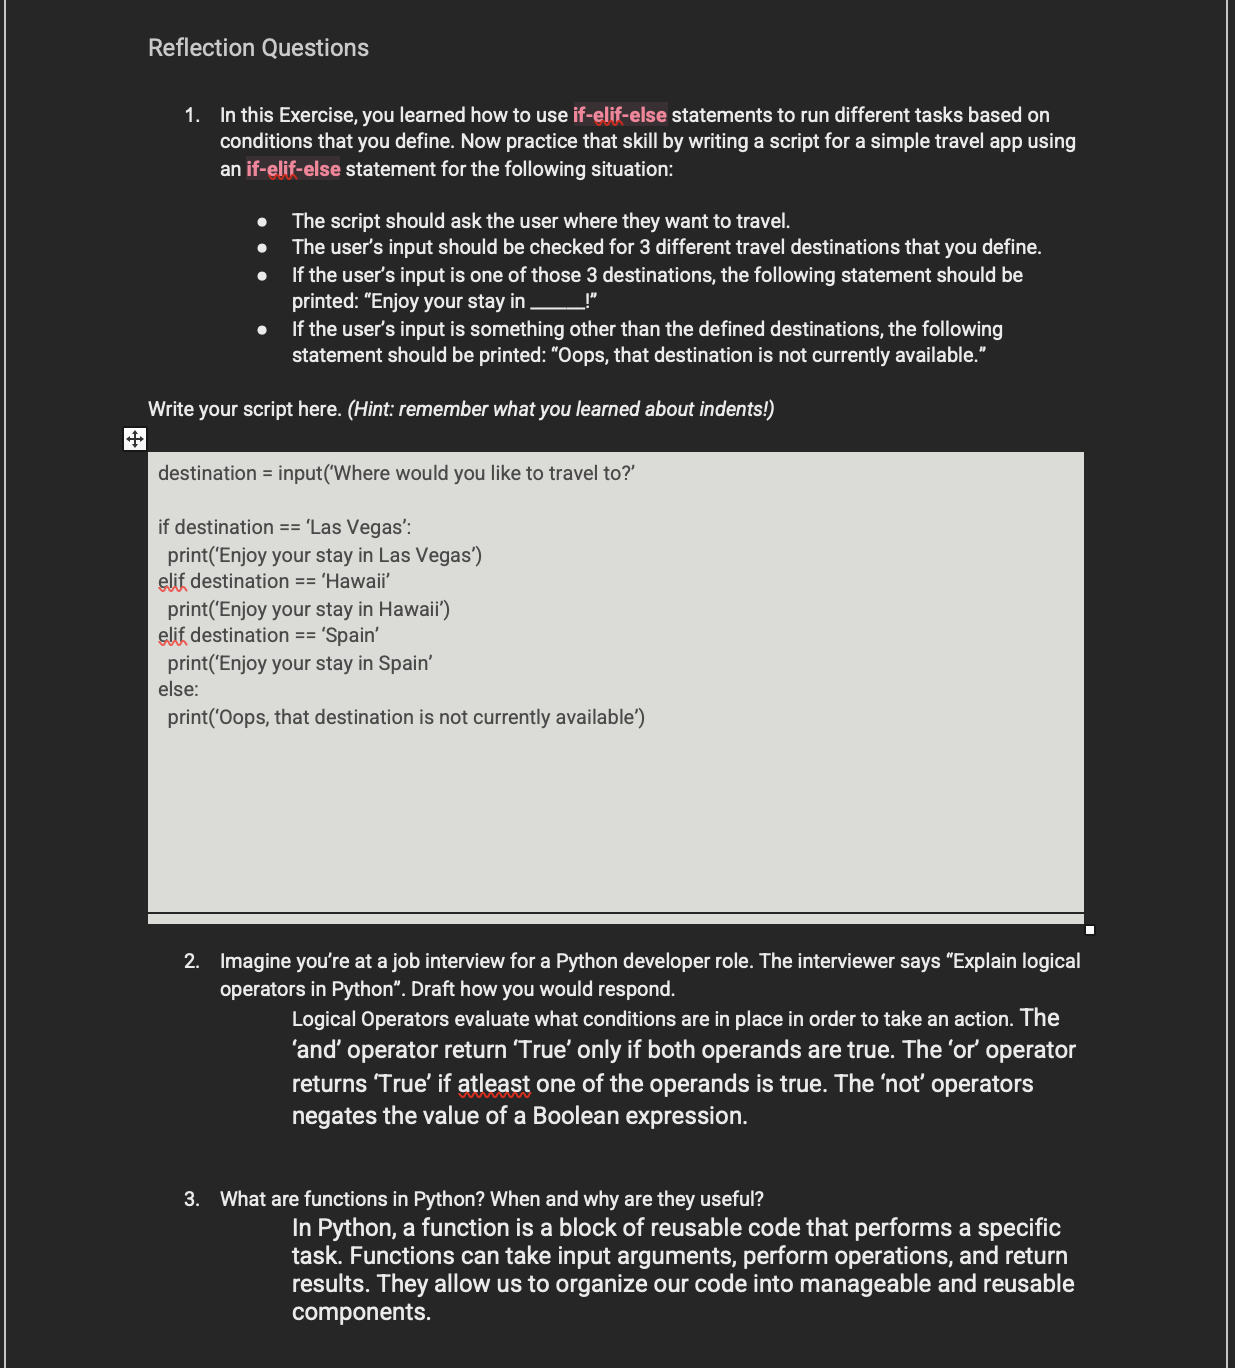 Reflection Questions
1. In this Exercise, you learned how to use if-elif-else statements to run different tasks based on
conditions that you define. Now practice that skill by writing a script for a simple travel app using
an if-elif-else statement for the following situation:
● The script should ask the user where they want to travel.
● The user’s input should be checked for 3 different travel destinations that you define.
● If the user’s input is one of those 3 destinations, the following statement should be
printed: “Enjoy your stay in ______!”
● If the user’s input is something other than the defined destinations, the following
statement should be printed: “Oops, that destination is not currently available.”
Write your script here. (Hint: remember what you learned about indents!)
destination = input(‘Where would you like to travel to?’
if destination == ‘Las Vegas’:
print(‘Enjoy your stay in Las Vegas’)
elif destination == ‘Hawaii’
print(‘Enjoy your stay in Hawaii’)
elif destination == ‘Spain’
print(‘Enjoy your stay in Spain’
else:
print(‘Oops, that destination is not currently available’)
2. Imagine you’re at a job interview for a Python developer role. The interviewer says “Explain logical
operators in Python”. Draft how you would respond.
Logical Operators evaluate what conditions are in place in order to take an action. The
‘and’ operator return ‘True’ only if both operands are true. The ‘or’ operator
returns ‘True’ if atleast one of the operands is true. The ‘not’ operators
negates the value of a Boolean expression.
3. What are functions in Python? When and why are they useful?
In Python, a function is a block of reusable code that performs a specific
task. Functions can take input arguments, perform operations, and return
results. They allow us to organize our code into manageable and reusable
components.